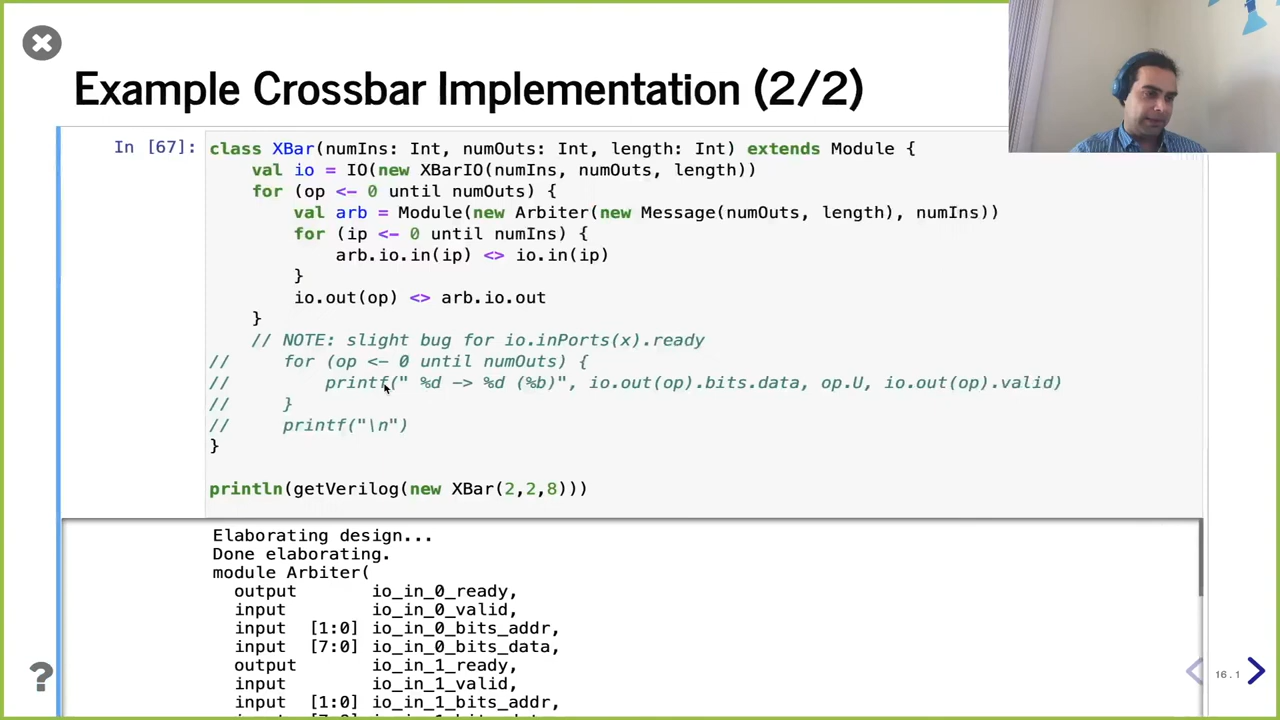 Example Crossbar Implementation (2/2)
In [67]:
class XBar(numIns: Int, numOuts: Int, length: Int) extends Module {
    val io = IO(new XBarIO(numIns, numOuts, length))
    for (op <- 0 until numOuts) {
        val arb = Module(new Arbiter(new Message(numOuts, length), numIns))
        for (ip <- 0 until numIns) {
            arb.io.in(ip) <> io.in(ip)
        }
        io.out(op) <> arb.io.out
    }
    // NOTE: slight bug for io.inPorts(x).ready
//     for (op <- 0 until numOuts) {
//         printf(" %d -> %d (%b)", io.out(op).bits.data, op.U, io.out(op).valid)
//     }
//     printf("\n")
}
println(getVerilog(new XBar(2,2,8)))
Elaborating design...
Done elaborating.
module Arbiter(
  output       io_in_0_ready,
  input        io_in_0_valid,
  input  [1:0] io_in_0_bits_addr,
  input  [7:0] io_in_0_bits_data,
  output       io_in_1_ready,
  input        io_in_1_valid,
  input  [1:0] io_in_1_bits_addr,
?
16.1